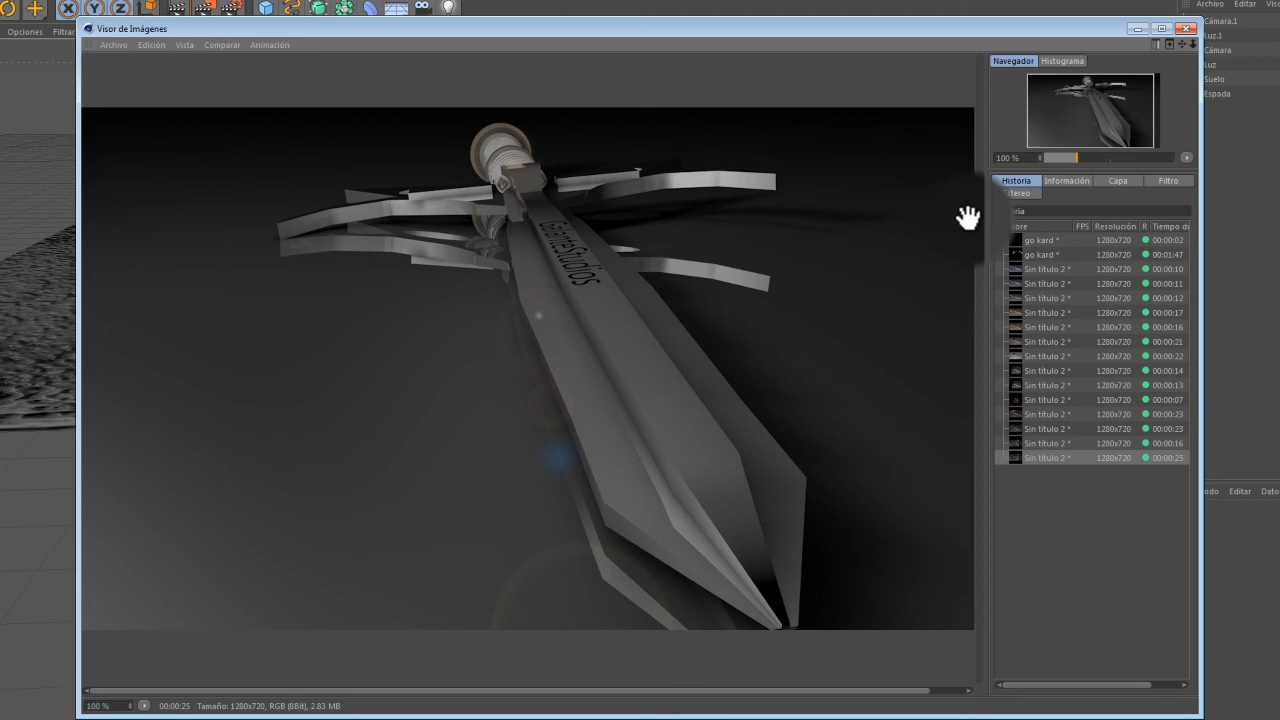 Opciones Filtrar
X Y Z
Visor de Imágenes
Archivo Edición Vista Comparar Animación
Archivo Editar
Cámara.1
Luz.1
Cámara
Luz
Suelo
Espada
Navegador Histograma
100 %
Historia Información Capa Filtro
FPS Resolución R Tiempo de
go kard * 1280x720 00:00:02
go kard * 1280x720 00:01:47
Sin título 2 * 1280x720 00:00:10
Sin título 2 * 1280x720 00:00:11
Sin título 2 * 1280x720 00:00:12
Sin título 2 * 1280x720 00:00:17
Sin título 2 * 1280x720 00:00:16
Sin título 2 * 1280x720 00:00:21
Sin título 2 * 1280x720 00:00:22
Sin título 2 * 1280x720 00:00:14
Sin título 2 * 1280x720 00:00:13
Sin título 2 * 1280x720 00:00:07
Sin título 2 * 1280x720 00:00:23
Sin título 2 * 1280x720 00:00:23
Sin título 2 * 1280x720 00:00:16
Sin título 2 * 1280x720 00:00:25
GalanteStudios
odo Editar Dato
100 % 00:00:25 Tamaño: 1280x720, RGB (8Bit), 2.83 MB